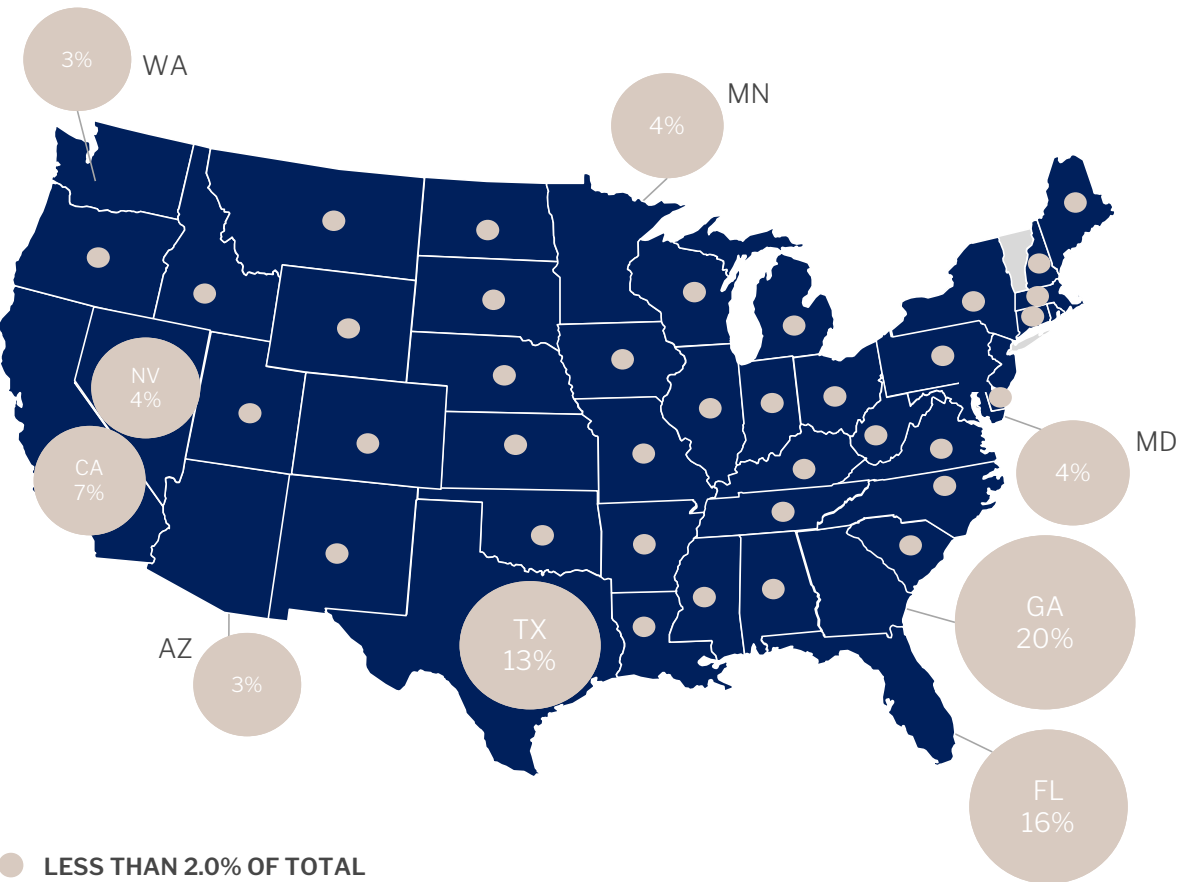 3%
WA
MN
4%
NV
4%
CA
7%
MD
4%
GA
20%
TX
13%
AZ
3%
FL
16%
LESS THAN 2.0% OF TOTAL